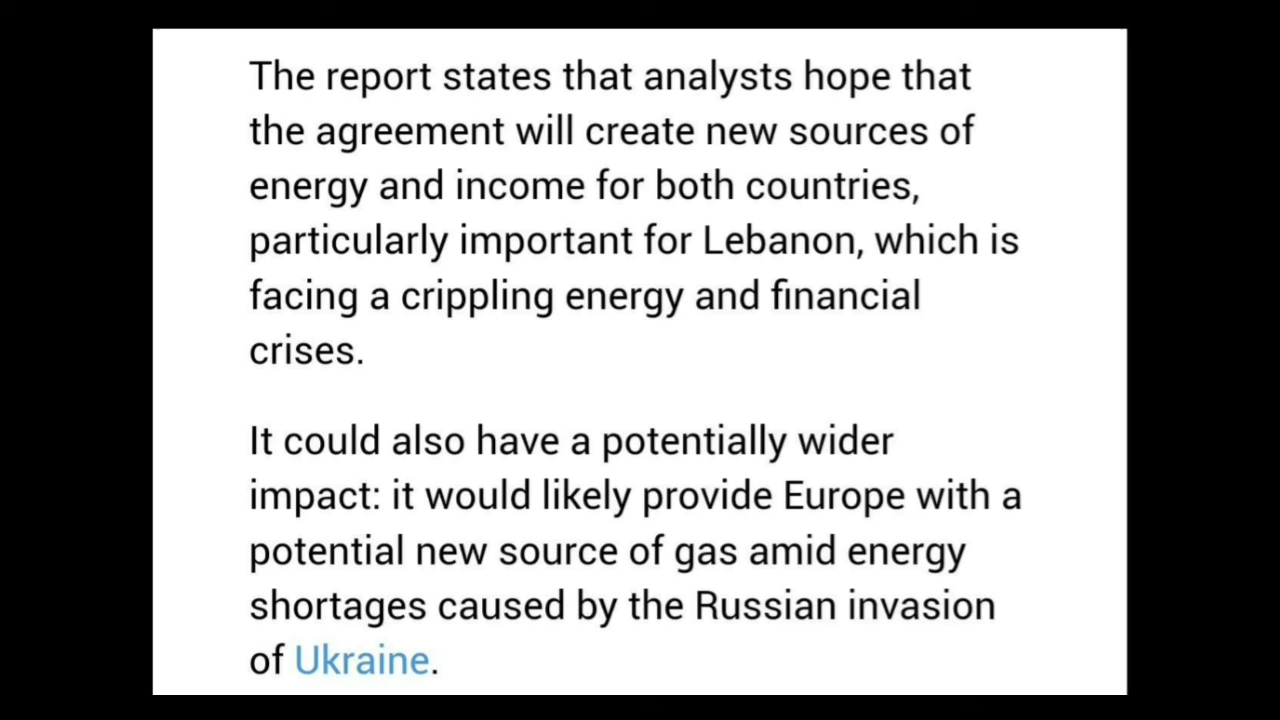 The report states that analysts hope that
the agreement will create new sources of
energy and income for both countries,
particularly important for Lebanon, which is
facing a crippling energy and financial
crises.
It could also have a potentially wider
impact: it would likely provide Europe with a
potential new source of gas amid energy
shortages caused by the Russian invasion
of Ukraine.